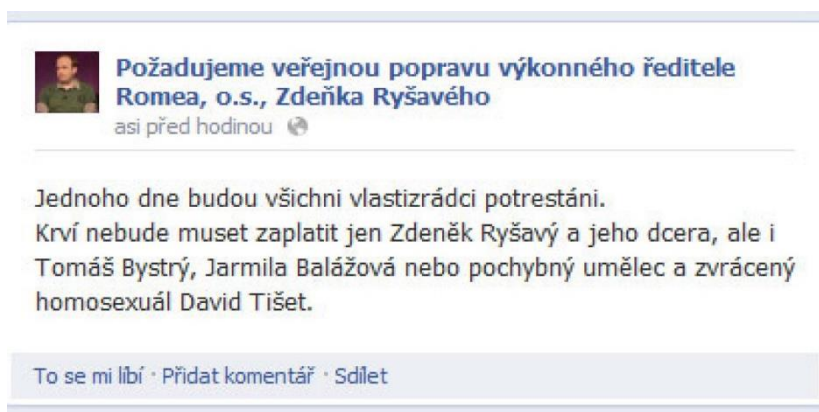 Požadujeme veřejnou popravu výkonného ředitele
Romea, o.s., Zdeňka Ryšavého
asi před hodinou
Jednoho dne budou všichni vlastizrádci potrestáni.
Krví nebude muset zaplatit jen Zdeněk Ryšavý a jeho dcera, ale i
Tomáš Bystrý, Jarmila Balážová nebo pochybný umělec a zvrácený
homosexuál David Tišet.
To se mi líbí · Přidat komentář · Sdílet